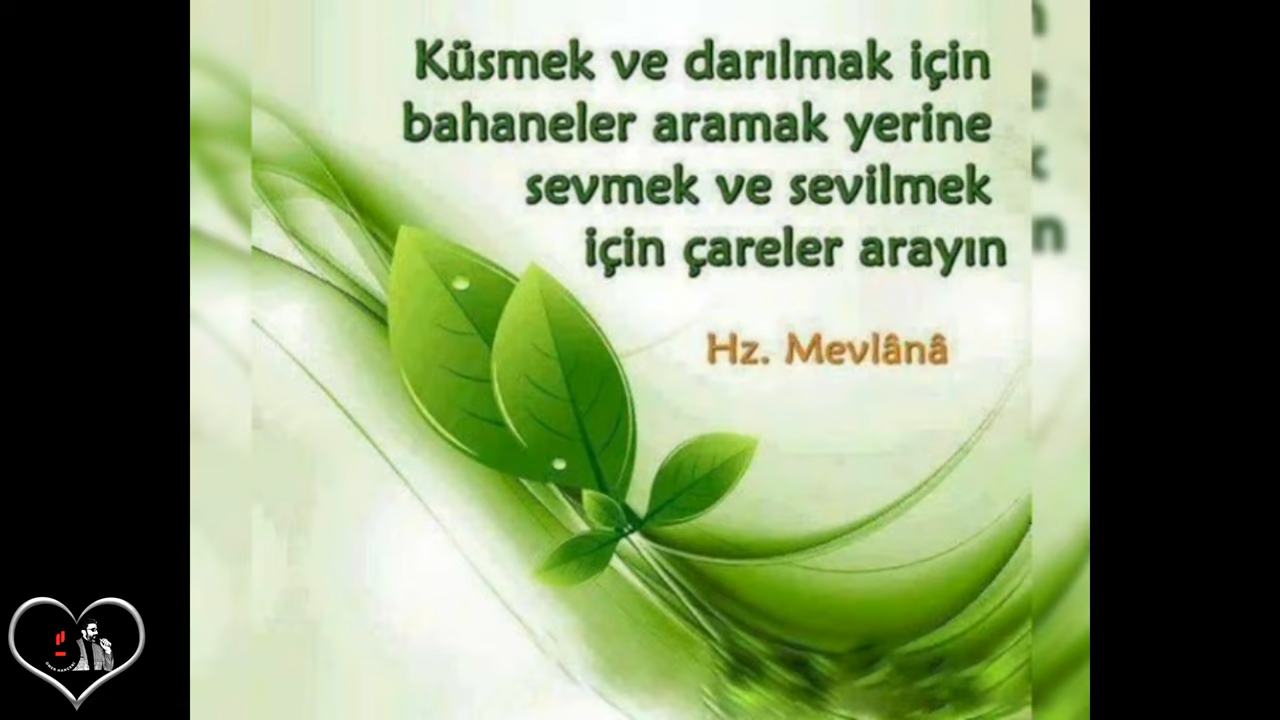 Küsmek ve darılmak için
bahaneler aramak yerine
sevmek ve sevilmek
için çareler arayın
Hz. Mevlânâ